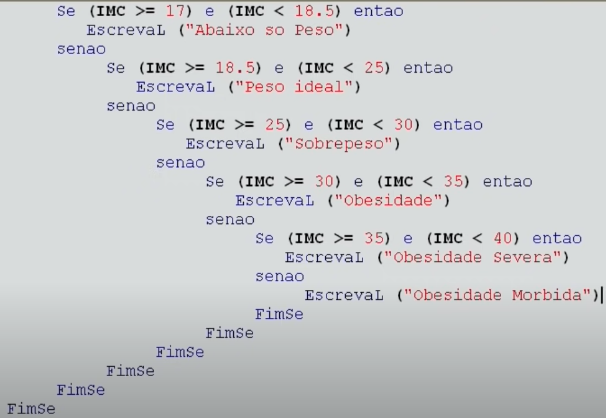 Se (IMC >= 17) e (IMC < 18.5) entao
EscrevaL ("Abaixo so Peso")
senao
Se (IMC >= 18.5) e (IMC < 25) entao
EscrevaL ("Peso ideal")
senao
Se (IMC >= 25) e (IMC < 30) entao
EscrevaL ("Sobrepeso")
senao
Se (IMC >= 30) e (IMC < 35) entao
EscrevaL ("Obesidade")
senao
Se (IMC >= 35) e (IMC < 40) entao
EscrevaL ("Obesidade Severa")
senao
EscrevaL ("Obesidade Morbida")
FimSe
FimSe
FimSe
FimSe
FimSe
FimSe